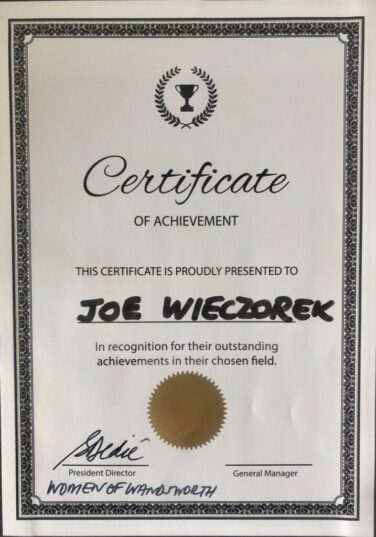 Certificate
OF ACHIEVEMENT
THIS CERTIFICATE IS PROUDLY PRESENTED TO
JOE WIECZOREK
In recognition for their outstanding
achievements in their chosen field.
President Director
General Manager
WOMEN OF WANDSWORTH